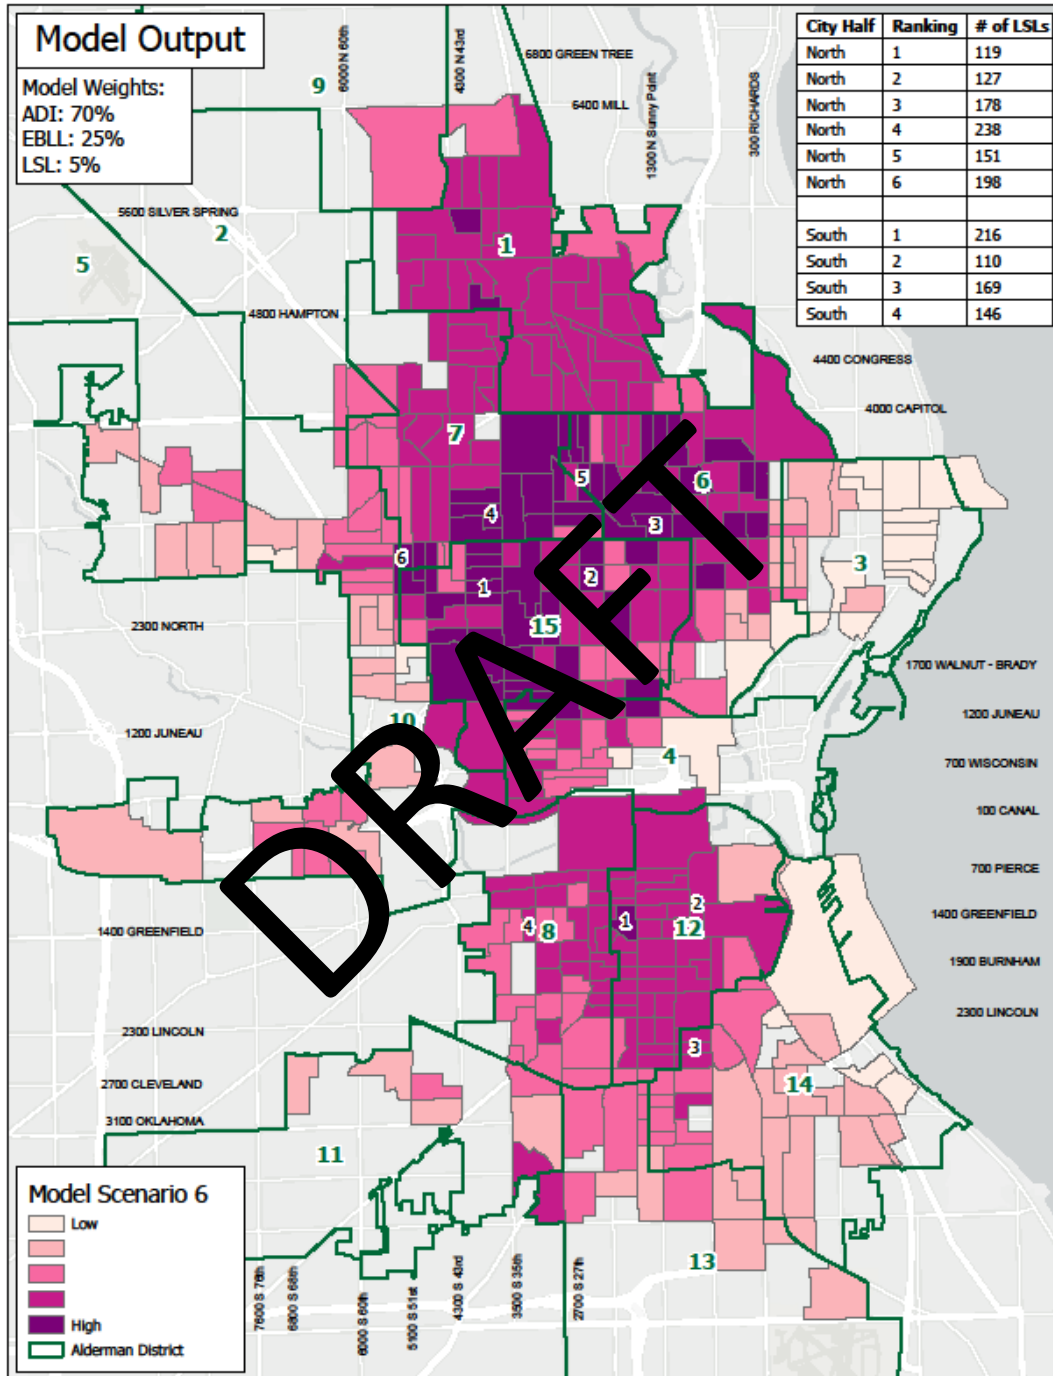 Model Output
Model Weights:
ADI: 70%
EBLL: 25%
LSL: 5%
City Half Ranking # of LSLs
North 1 119
North 2 127
North 3 178
North 4 238
North 5 151
North 6 198
South 1 216
South 2 110
South 3 169
South 4 146
6000 N 60th
4300 N 43rd
6800 GREEN TREE
6400 MILL
1300 N Sunny Point
300 RICHARDS
9
5600 SILVER SPRING
2
1
5
4800 HAMPTON
4400 CONGRESS
4000 CAPITOL
7
5
6
4
3
6
3
1
2
2300 NORTH
15
1700 WALNUT - BRADY
10
1200 JUNEAU
1200 JUNEAU
4
700 WISCONSIN
100 CANAL
700 PIERCE
2
1400 GREENFIELD
1400 GREENFIELD
4
8
1
12
1900 BURNHAM
2300 LINCOLN
2300 LINCOLN
3
2700 CLEVELAND
14
3100 OKLAHOMA
11
13
DRAFT
Model Scenario 6
Low
High
Alderman District
7600 S 76th
6800 S 68th
6000 S 60th
5100 S 51st
4300 S 43rd
3500 S 35th
2700 S 27th